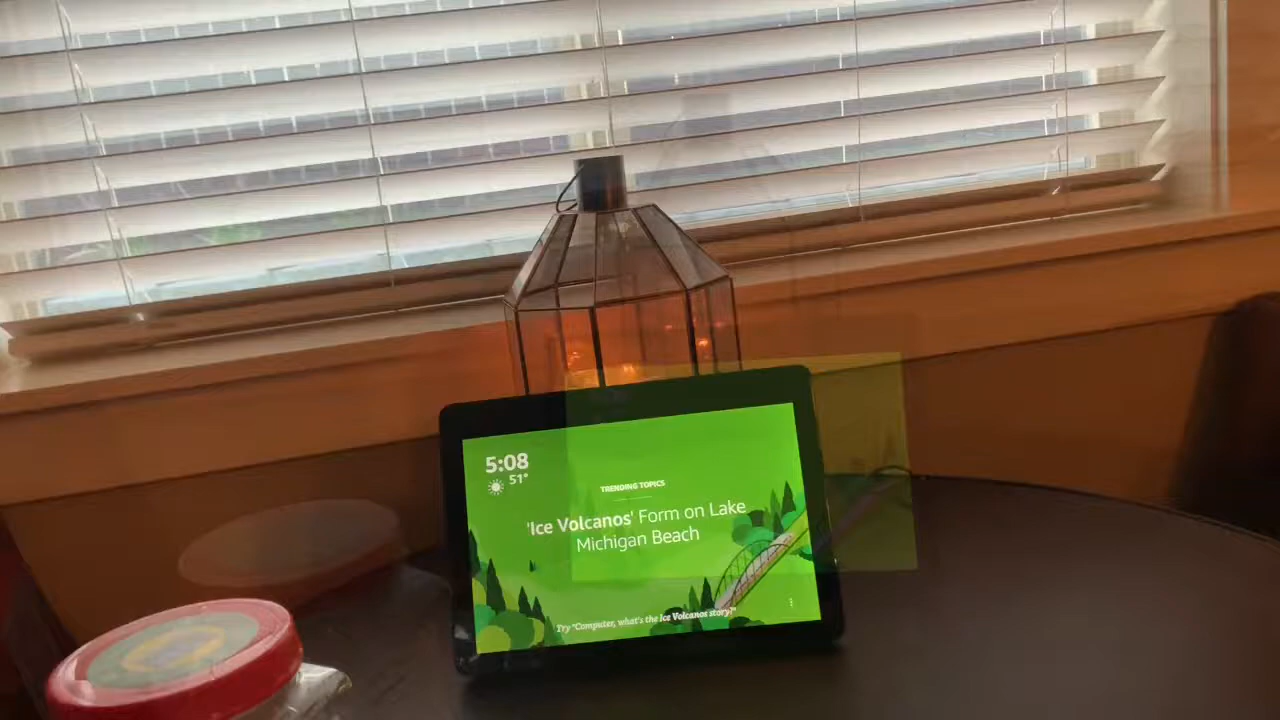 5:08
51°
TRENDING TOPICS
'Ice Volcanos' Form on Lake
Michigan Beach
Try "Computer, what's the Ice Volcanos story?"